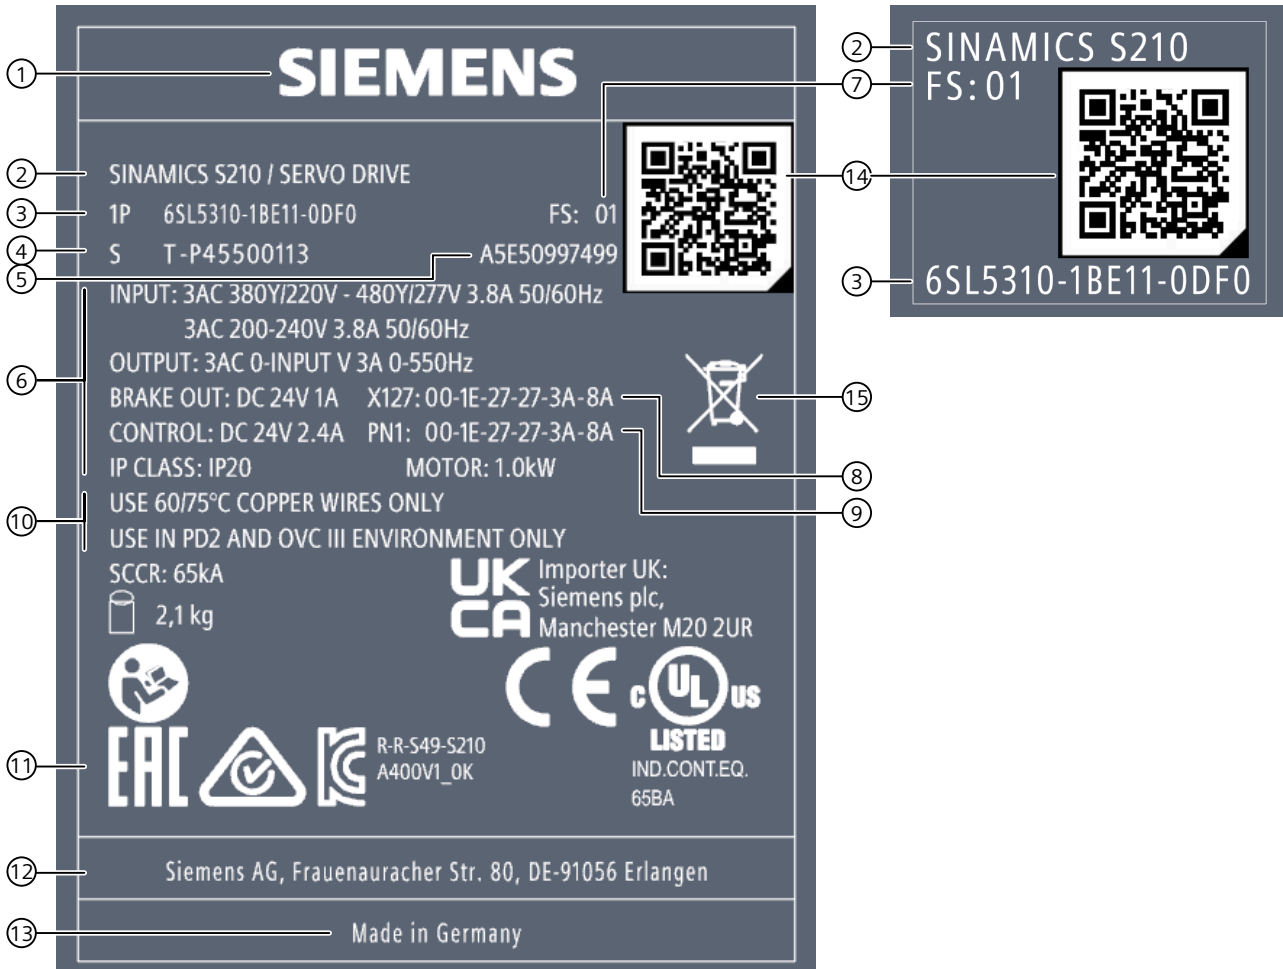 ① SIEMENS
⑦
② SINAMICS S210 / SERVO DRIVE
③ 1P 6SL5310-1BE11-0DF0 FS: 01
④ S T-P45500113 A5E50997499
⑤
INPUT: 3AC 380Y/220V - 480Y/277V 3.8A 50/60Hz
3AC 200-240V 3.8A 50/60Hz
⑥ OUTPUT: 3AC 0-INPUT V 3A 0-550Hz
BRAKE OUT: DC 24V 1A X127: 00-1E-27-27-3A-8A ⑮
CONTROL: DC 24V 2.4A PN1: 00-1E-27-27-3A-8A
IP CLASS: IP20 MOTOR: 1.0kW ⑧
USE 60/75°C COPPER WIRES ONLY
⑩ ⑨
USE IN PD2 AND OVC III ENVIRONMENT ONLY
SCCR: 65kA
2,1 kg
UK
CA
Importer UK:
Siemens plc,
Manchester M20 2UR
CE
C UL US
LISTED
IND.CONT.EQ.
65BA
⑪ EAC
KC
R-R-S49-S210
A400V1_0K
⑫ Siemens AG, Frauenauracher Str. 80, DE-91056 Erlangen
⑬ Made in Germany
② SINAMICS S210
FS: 01
⑭
③ 6SL5310-1BE11-0DF0